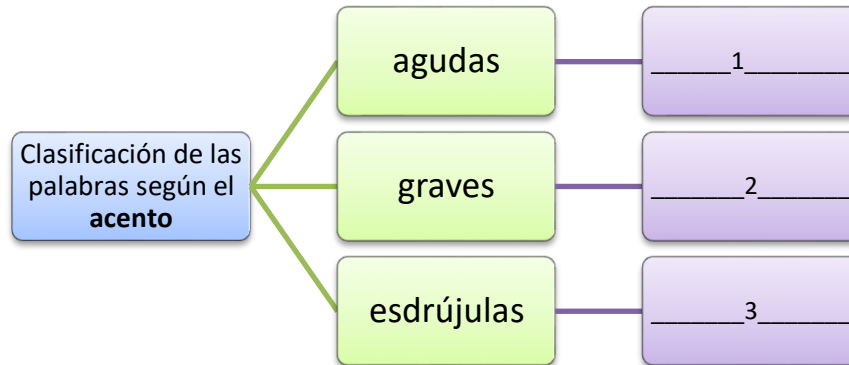 Clasificación de las
palabras según el
acento
agudas
______1________
graves
_______2_______
esdrújulas
_______3_______